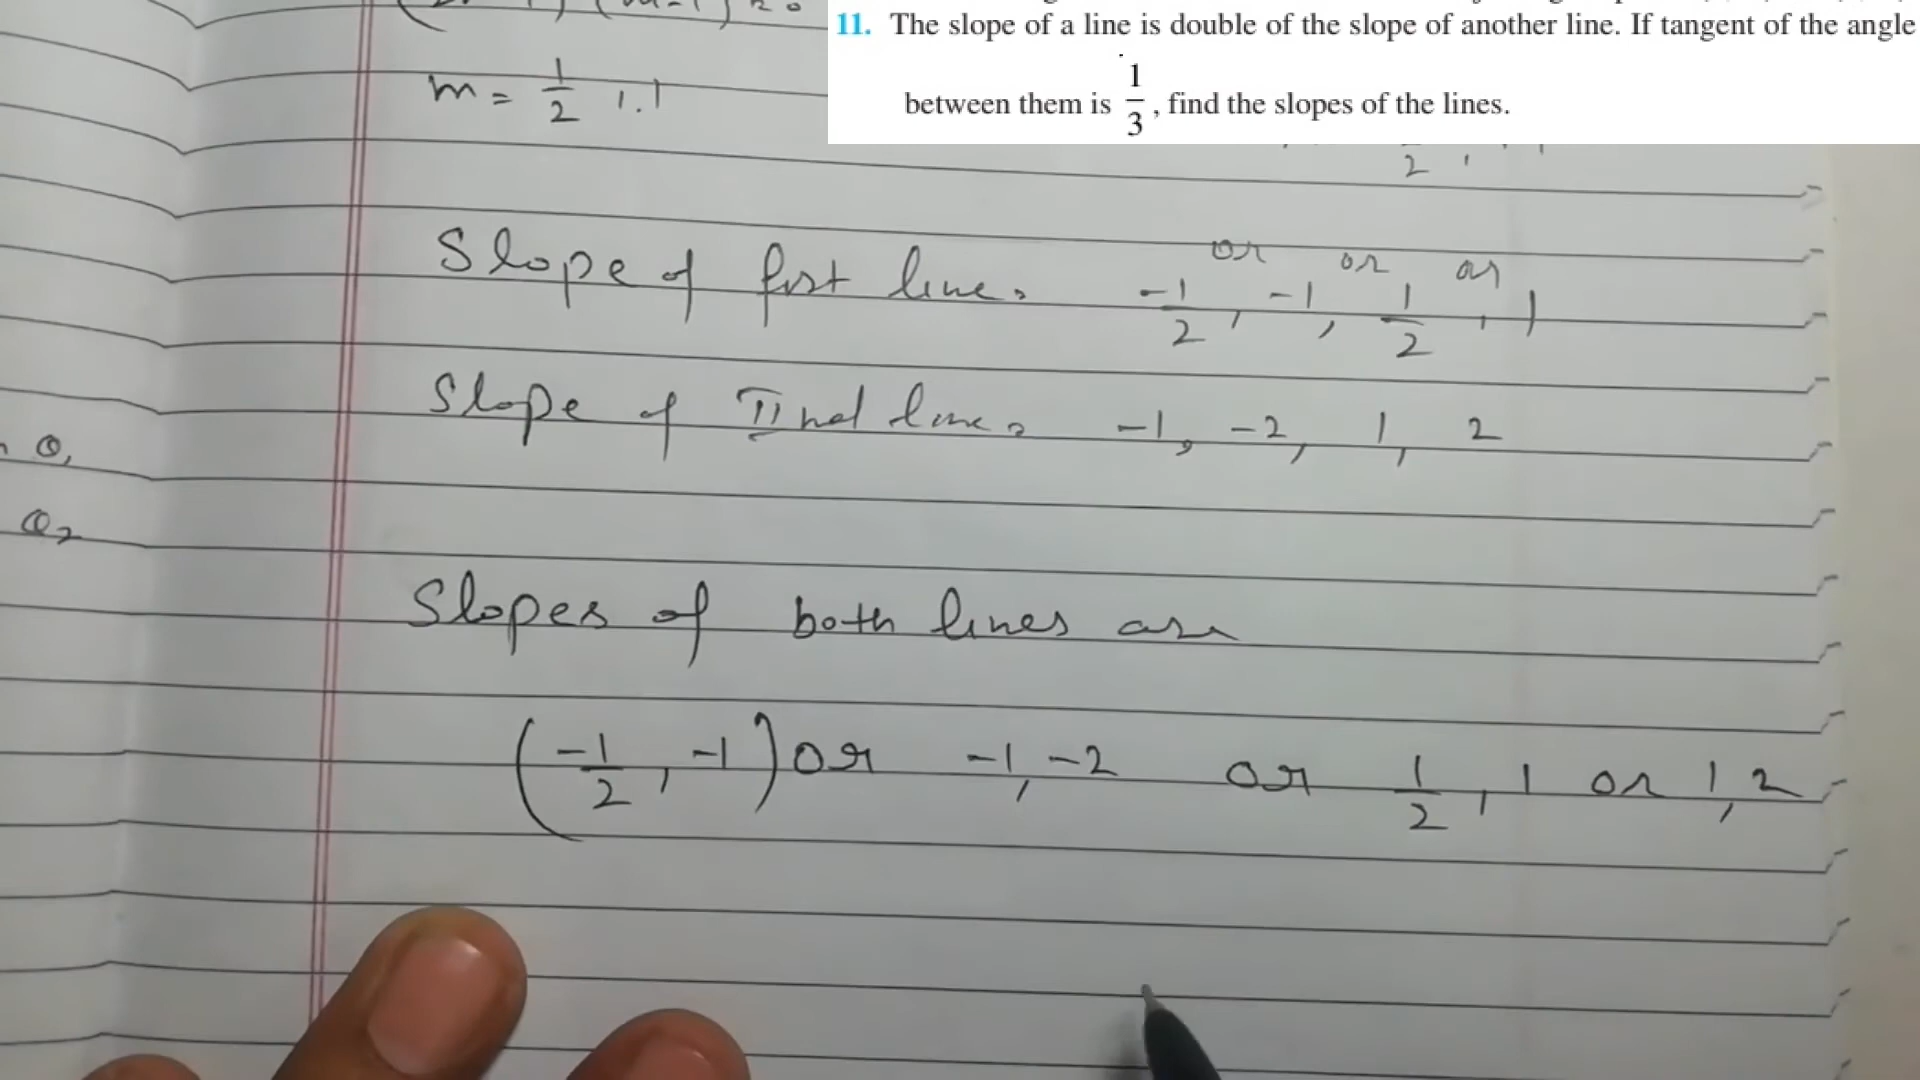 11. The slope of a line is double of the slope of another line. If tangent of the angle
between them is 1/3, find the slopes of the lines.
m = 1/2 , 1
Slope of first line = -1/2 or, -1 or, 1/2 or, 1
Slope of IInd line = -1, -2, 1, 2
θ1
θ2
Slopes of both lines are
(-1/2, -1) or -1, -2 or 1/2, 1 or 1, 2